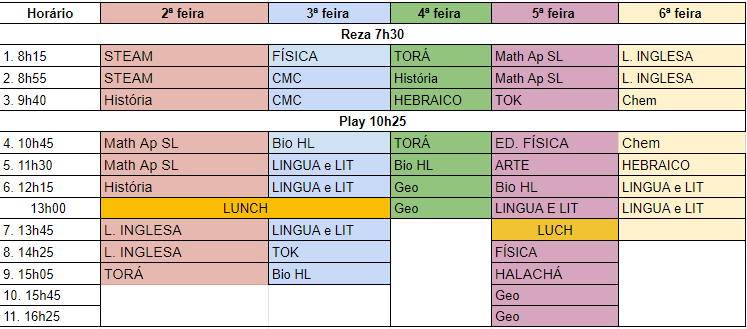 Horário 2ª feira 3ª feira 4ª feira 5ª feira 6ª feira
Reza 7h30
1. 8h15 STEAM FÍSICA TORÁ Math Ap SL L. INGLESA
2. 8h55 STEAM CMC História Math Ap SL L. INGLESA
3. 9h40 História CMC HEBRAICO TOK Chem
Play 10h25
4. 10h45 Math Ap SL Bio HL TORÁ ED. FÍSICA Chem
5. 11h30 Math Ap SL LINGUA e LIT Bio HL ARTE HEBRAICO
6. 12h15 História LINGUA e LIT Geo Bio HL LINGUA e LIT
13h00 LUNCH Geo LINGUA E LIT LINGUA e LIT
7. 13h45 L. INGLESA LINGUA e LIT LUCH
8. 14h25 L. INGLESA TOK FÍSICA
9. 15h05 TORÁ Bio HL HALACHÁ
10. 15h45 Geo
11. 16h25 Geo